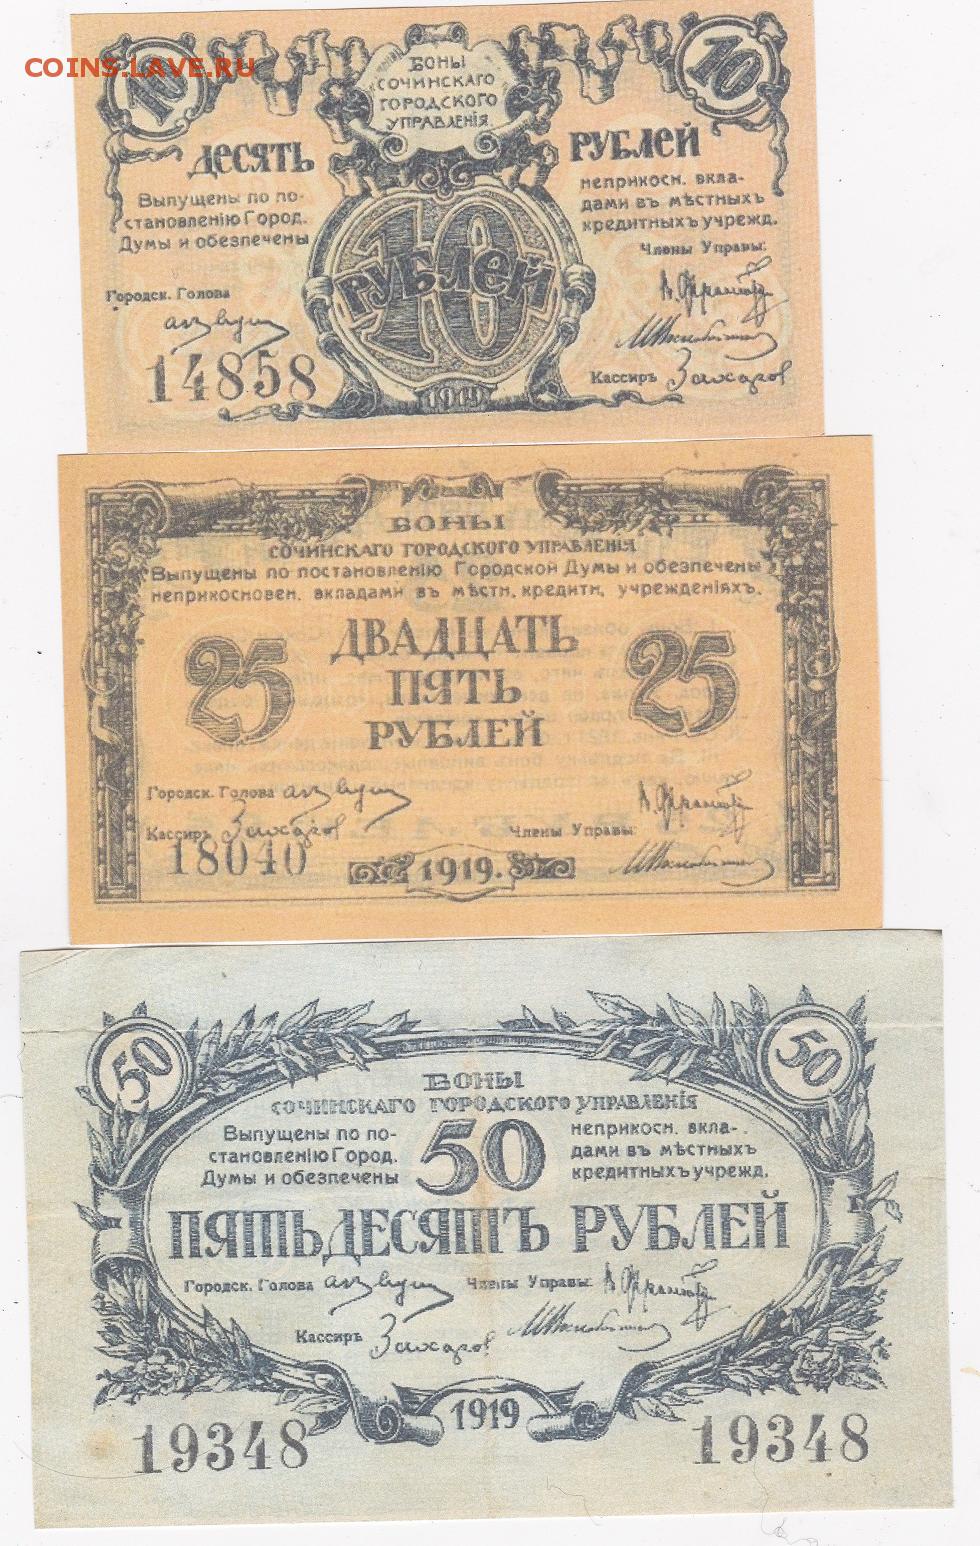 COINS.LAVE.RU
10
10
БОНЫ
СОЧИНСКАГО
ГОРОДСКОГО
УПРАВЛЕНІЯ.
ДЕСЯТЬ
РУБЛЕЙ
Выпущены по по-
становленію Город.
Думы и обезпечены
неприкосн. вкла-
дами въ мѣстныхъ
кредитныхъ учрежд.
10
РУБЛЕЙ
Члены Управы:
Городск. Голова
14858
Кассиръ Захаров
1919
БОНЫ
СОЧИНСКАГО ГОРОДСКОГО УПРАВЛЕНІЯ
Выпущены по постановленію Городской Думы и обезпечены
неприкосновен. вкладами въ мѣстн. кредитн. учрежденіяхъ.
25
ДВАДЦАТЬ
ПЯТЬ
РУБЛЕЙ
25
Городск. Голова
Кассиръ Захаров
Члены Управы:
18040
1919.
50
50
БОНЫ
СОЧИНСКАГО ГОРОДСКОГО УПРАВЛЕНІЯ
Выпущены по по-
становленію Город.
Думы и обезпечены
50
неприкосн. вкла-
дами въ мѣстныхъ
кредитныхъ учрежд.
ПЯТЬДЕСЯТЪ РУБЛЕЙ
Городск. Голова
Члены Управы:
Кассиръ Захаров
1919
19348
19348